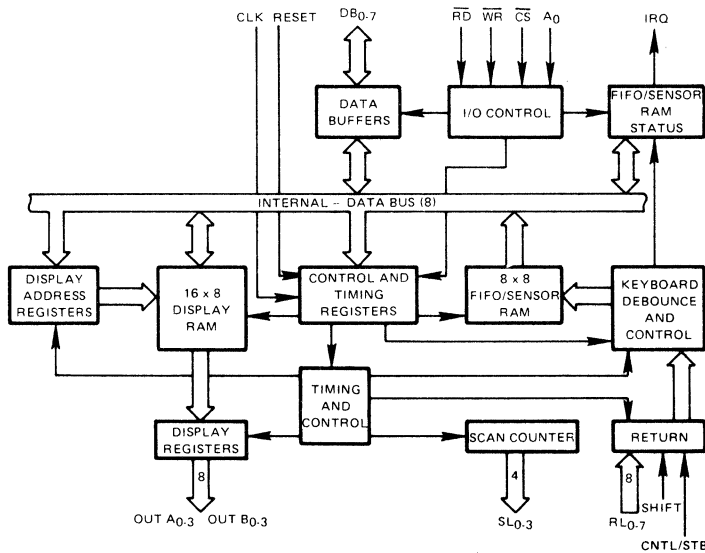 CLK RESET
DB0-7
RD WR CS A0
IRQ
DATA
BUFFERS
I/O CONTROL
FIFO/SENSOR
RAM
STATUS
INTERNAL -- DATA BUS (8)
DISPLAY
ADDRESS
REGISTERS
16 x 8
DISPLAY
RAM
CONTROL AND
TIMING
REGISTERS
8 x 8
FIFO/SENSOR
RAM
KEYBOARD
DEBOUNCE
AND
CONTROL
TIMING
AND
CONTROL
DISPLAY
REGISTERS
SCAN COUNTER
RETURN
8
4
8
OUT A0-3 OUT B0-3
SL0-3
RL0-7
SHIFT
CNTL/STB